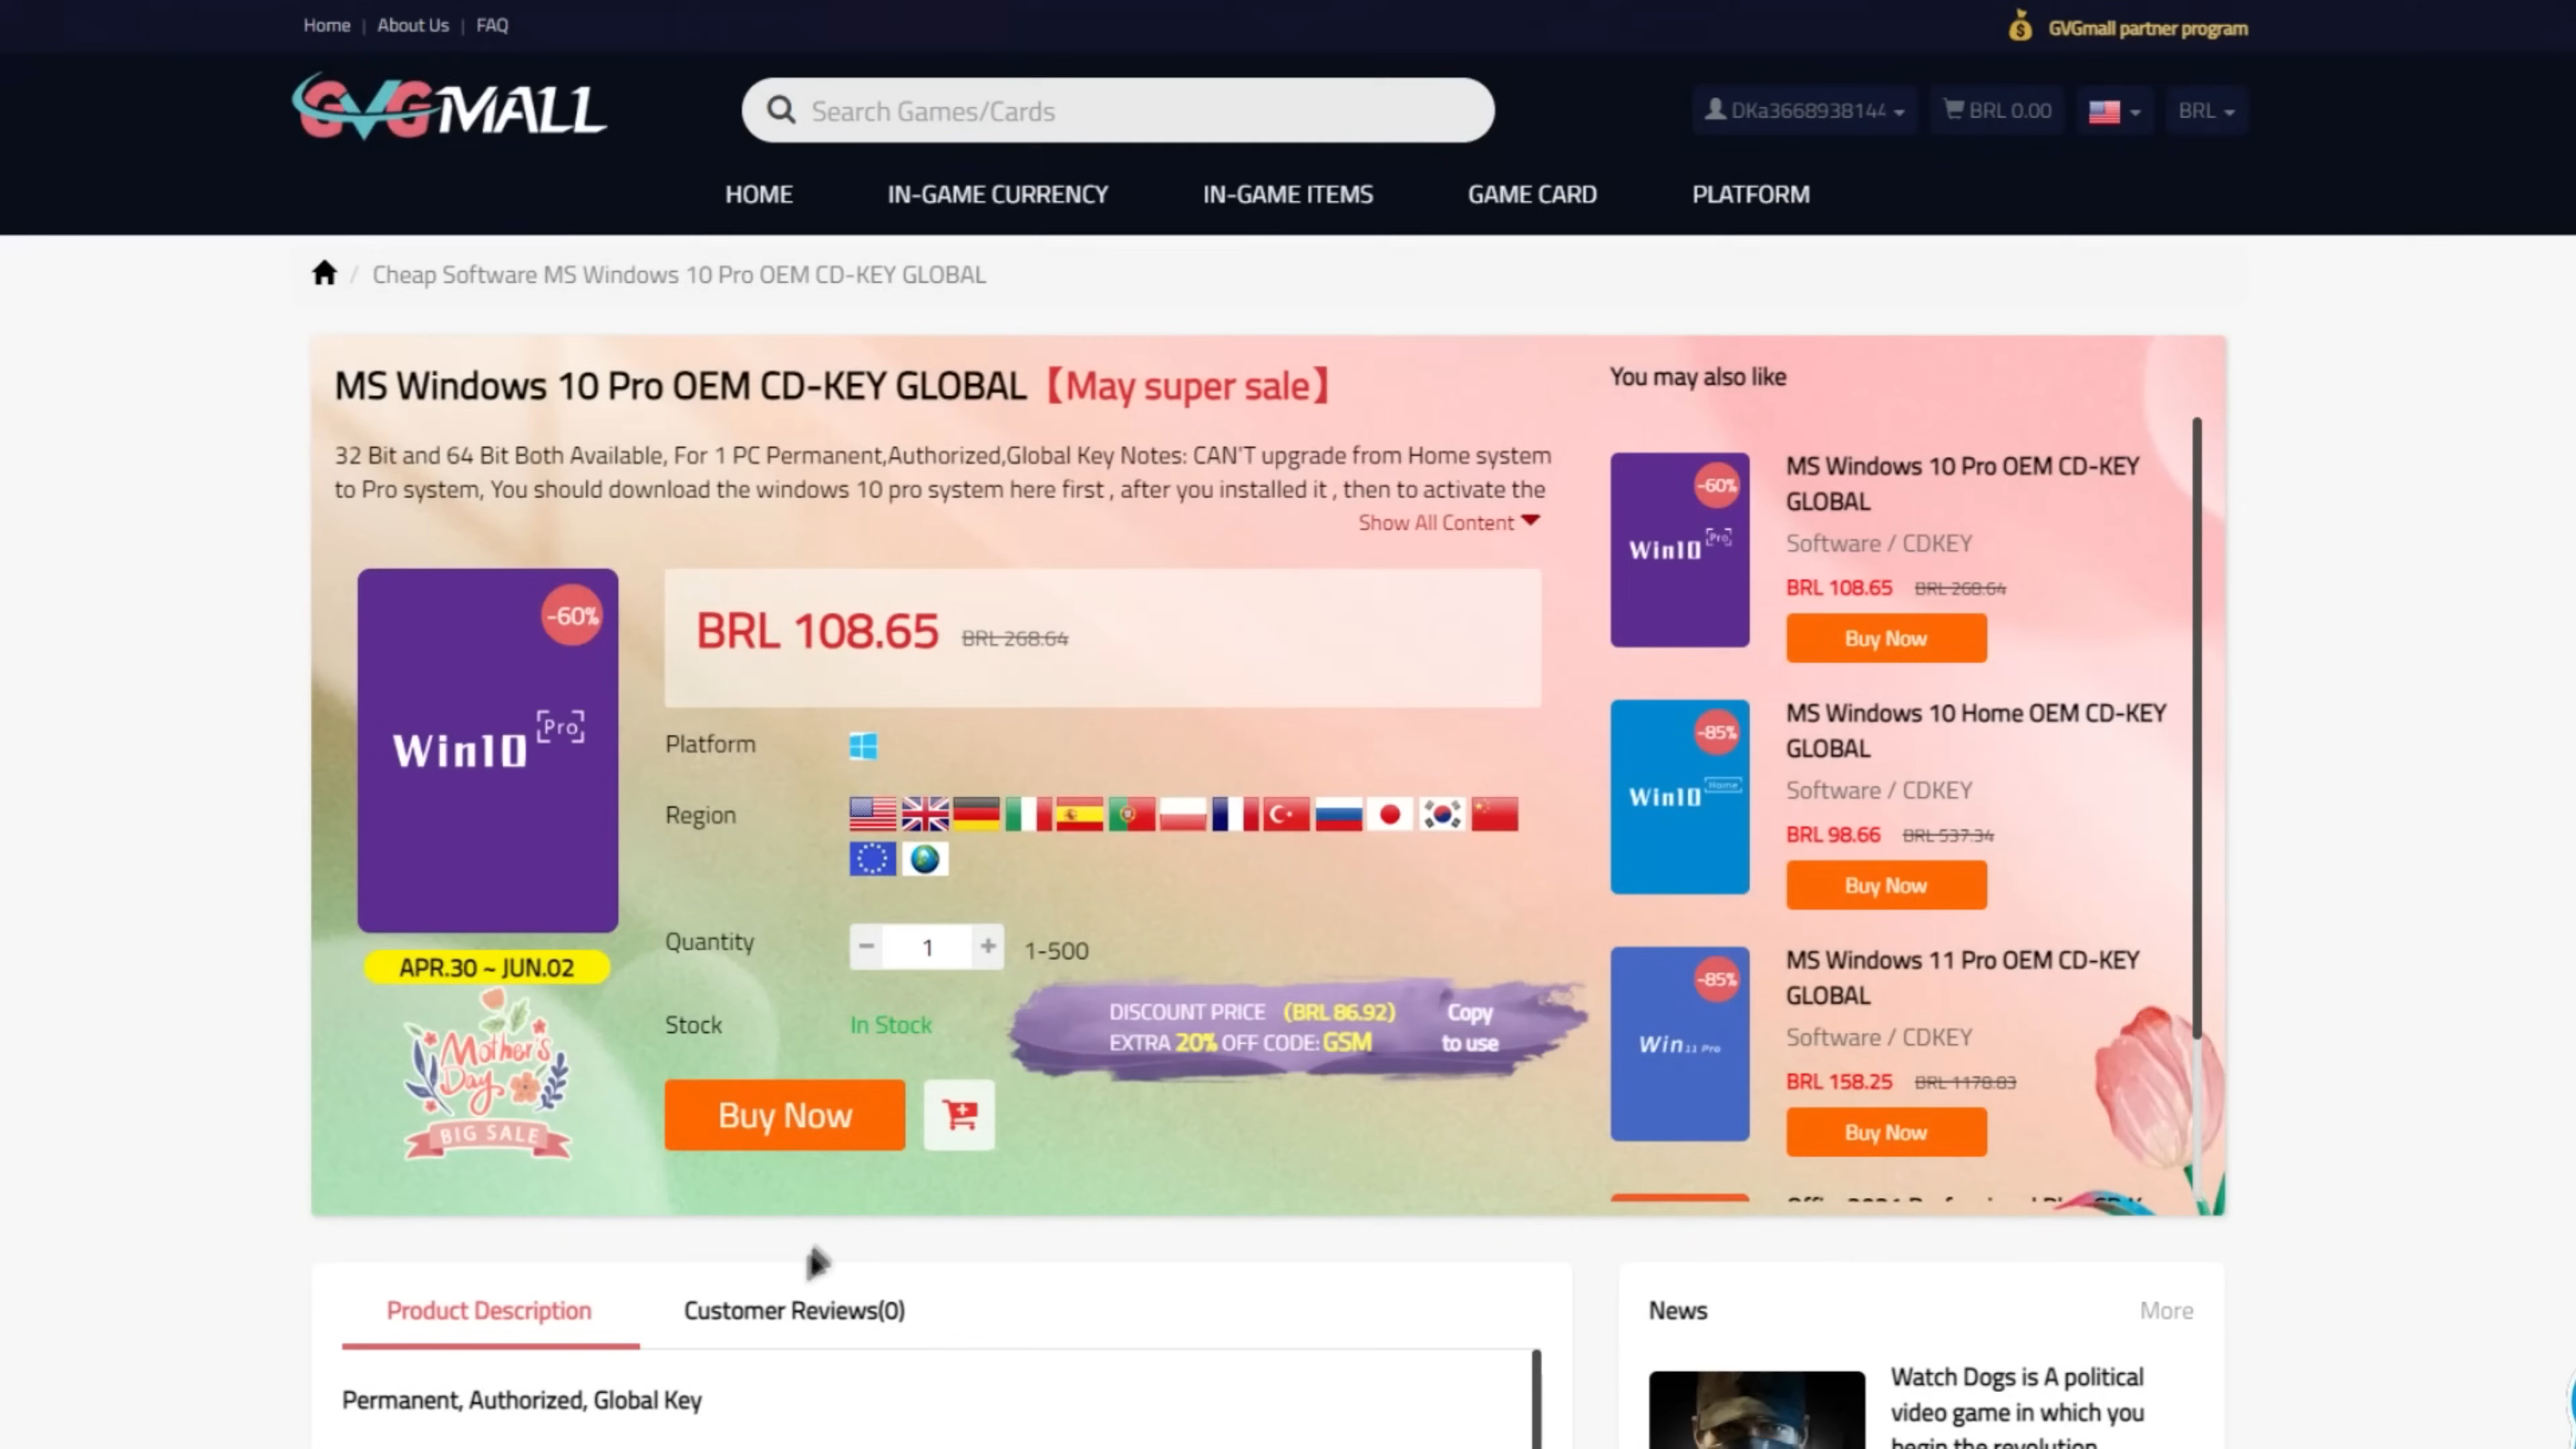 Home | About Us | FAQ
GVGmall partner program
GVGMALL
Search Games/Cards
DKa3668938144
BRL 0.00
BRL
HOME
IN-GAME CURRENCY
IN-GAME ITEMS
GAME CARD
PLATFORM
/ Cheap Software MS Windows 10 Pro OEM CD-KEY GLOBAL
MS Windows 10 Pro OEM CD-KEY GLOBAL【May super sale】
32 Bit and 64 Bit Both Available, For 1 PC Permanent,Authorized,Global Key Notes: CAN'T upgrade from Home system
to Pro system, You should download the windows 10 pro system here first , after you installed it , then to activate the
Show All Content
-60%
Win10 Pro
APR.30 ~ JUN.02
Mother's
Day
BIG SALE
BRL 108.65 BRL 268.64
Platform
Region
Quantity
− 1 + 1-500
Stock
In Stock
DISCOUNT PRICE (BRL 86.92)
EXTRA 20% OFF CODE: GSM
Copy
to use
Buy Now
You may also like
-60%
Win10 Pro
MS Windows 10 Pro OEM CD-KEY
GLOBAL
Software / CDKEY
BRL 108.65 BRL 268.64
Buy Now
-85%
Win10 Home
MS Windows 10 Home OEM CD-KEY
GLOBAL
Software / CDKEY
BRL 98.66 BRL 537.34
Buy Now
-85%
Win 11 Pro
MS Windows 11 Pro OEM CD-KEY
GLOBAL
Software / CDKEY
BRL 158.25 BRL 1178.83
Buy Now
Product Description
Customer Reviews(0)
Permanent, Authorized, Global Key
News
More
Watch Dogs is A political
video game in which you
begin the revolution